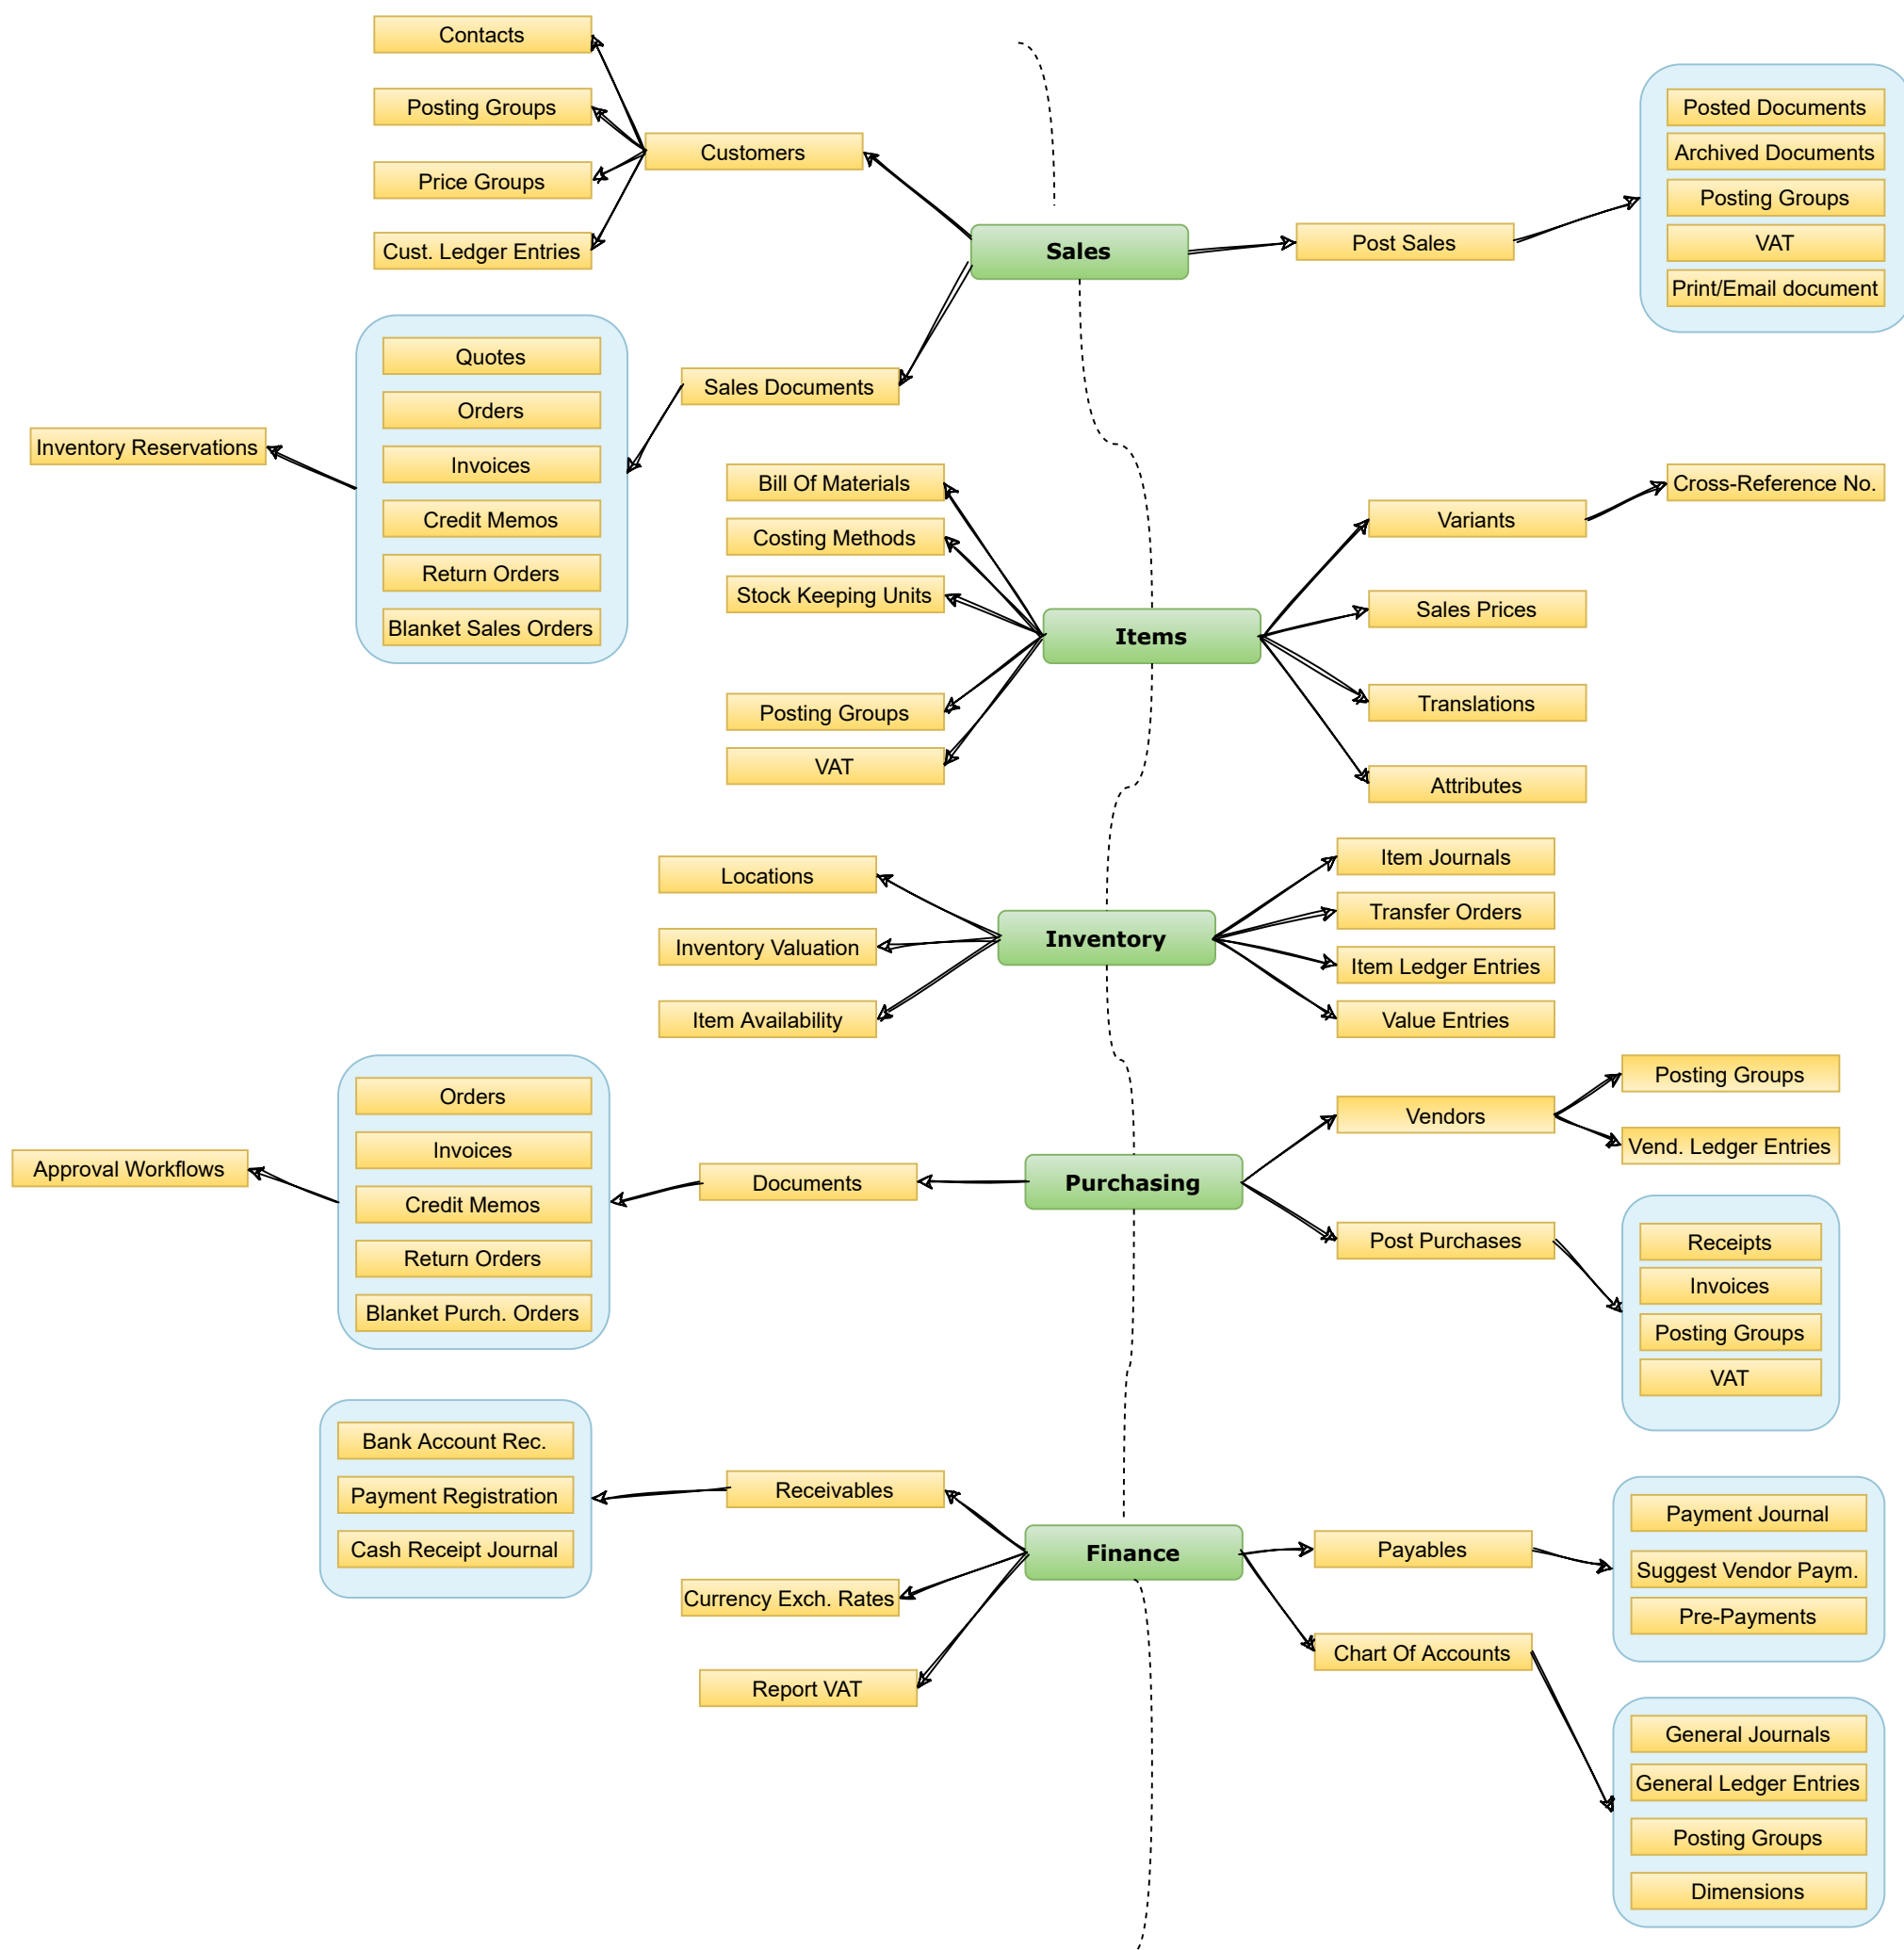 Contacts
Posting Groups
Price Groups
Cust. Ledger Entries
Customers
Sales
Post Sales
Posted Documents
Archived Documents
Posting Groups
VAT
Print/Email document
Sales Documents
Quotes
Orders
Invoices
Credit Memos
Return Orders
Blanket Sales Orders
Inventory Reservations
Bill Of Materials
Costing Methods
Stock Keeping Units
Posting Groups
VAT
Items
Variants
Cross-Reference No.
Sales Prices
Translations
Attributes
Locations
Inventory Valuation
Item Availability
Inventory
Item Journals
Transfer Orders
Item Ledger Entries
Value Entries
Orders
Invoices
Credit Memos
Return Orders
Blanket Purch. Orders
Approval Workflows
Documents
Purchasing
Vendors
Posting Groups
Vend. Ledger Entries
Post Purchases
Receipts
Invoices
Posting Groups
VAT
Bank Account Rec.
Payment Registration
Cash Receipt Journal
Receivables
Currency Exch. Rates
Report VAT
Finance
Payables
Payment Journal
Suggest Vendor Paym.
Pre-Payments
Chart Of Accounts
General Journals
General Ledger Entries
Posting Groups
Dimensions